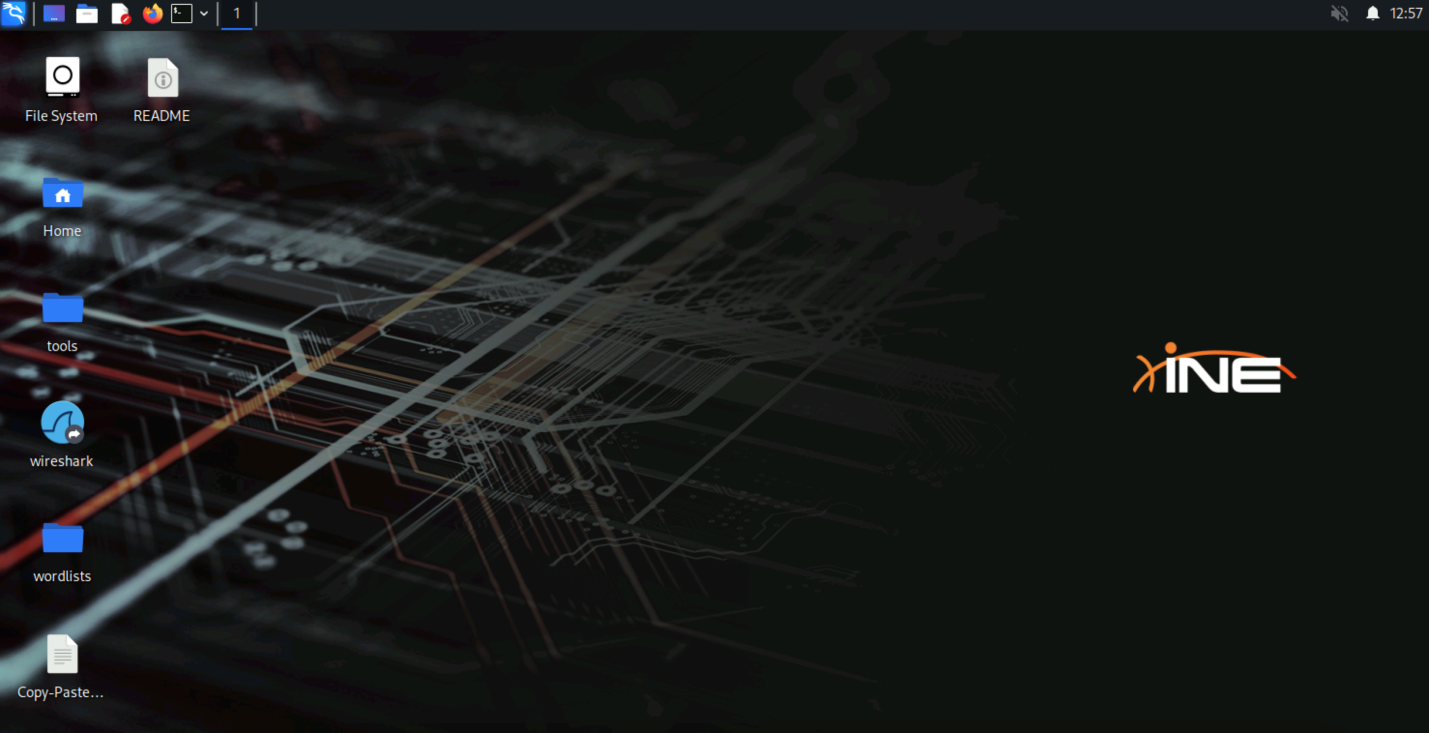 1
12:57
File System
README
Home
tools
iNE
wireshark
wordlists
Copy-Paste...